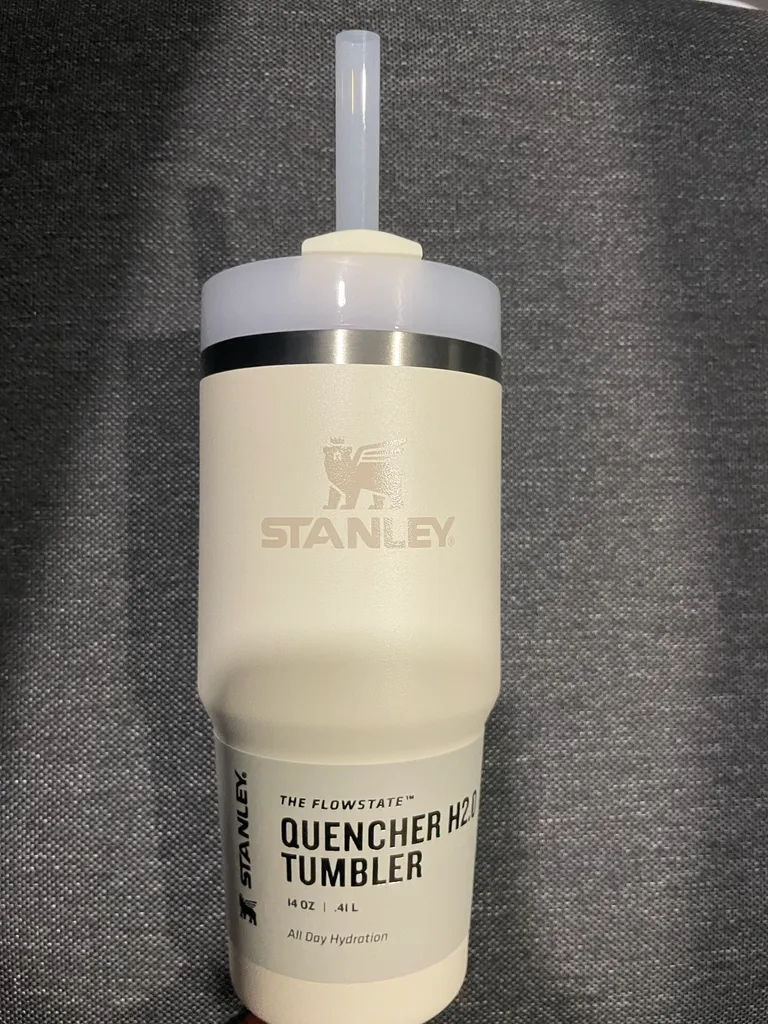 STANLEY®
STANLEY®
THE FLOWSTATE™
QUENCHER H2.0
TUMBLER
14 OZ | .41 L
All Day Hydration